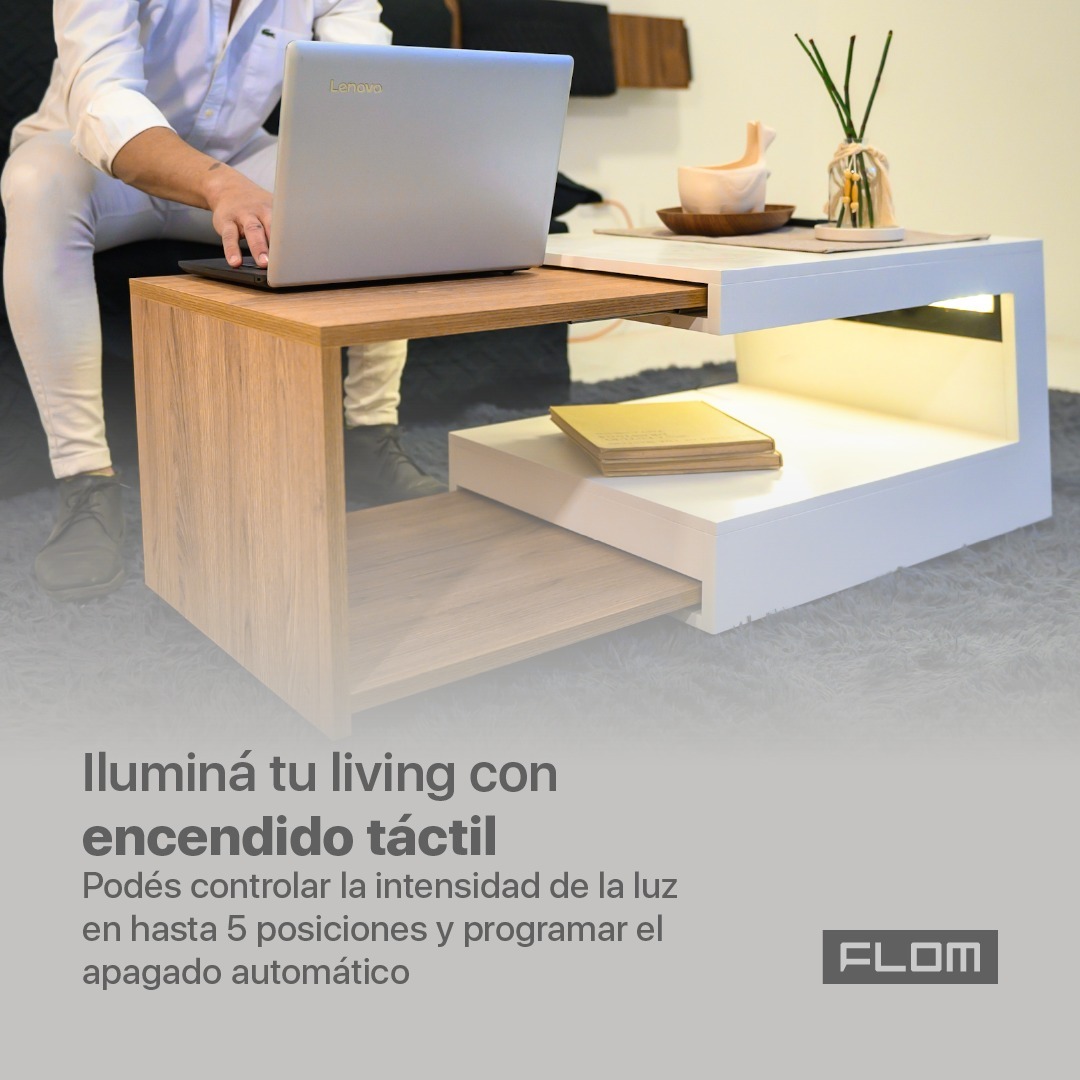 Lenovo
Iluminá tu living con
encendido táctil
Podés controlar la intensidad de la luz
en hasta 5 posiciones y programar el
apagado automático
FLOM